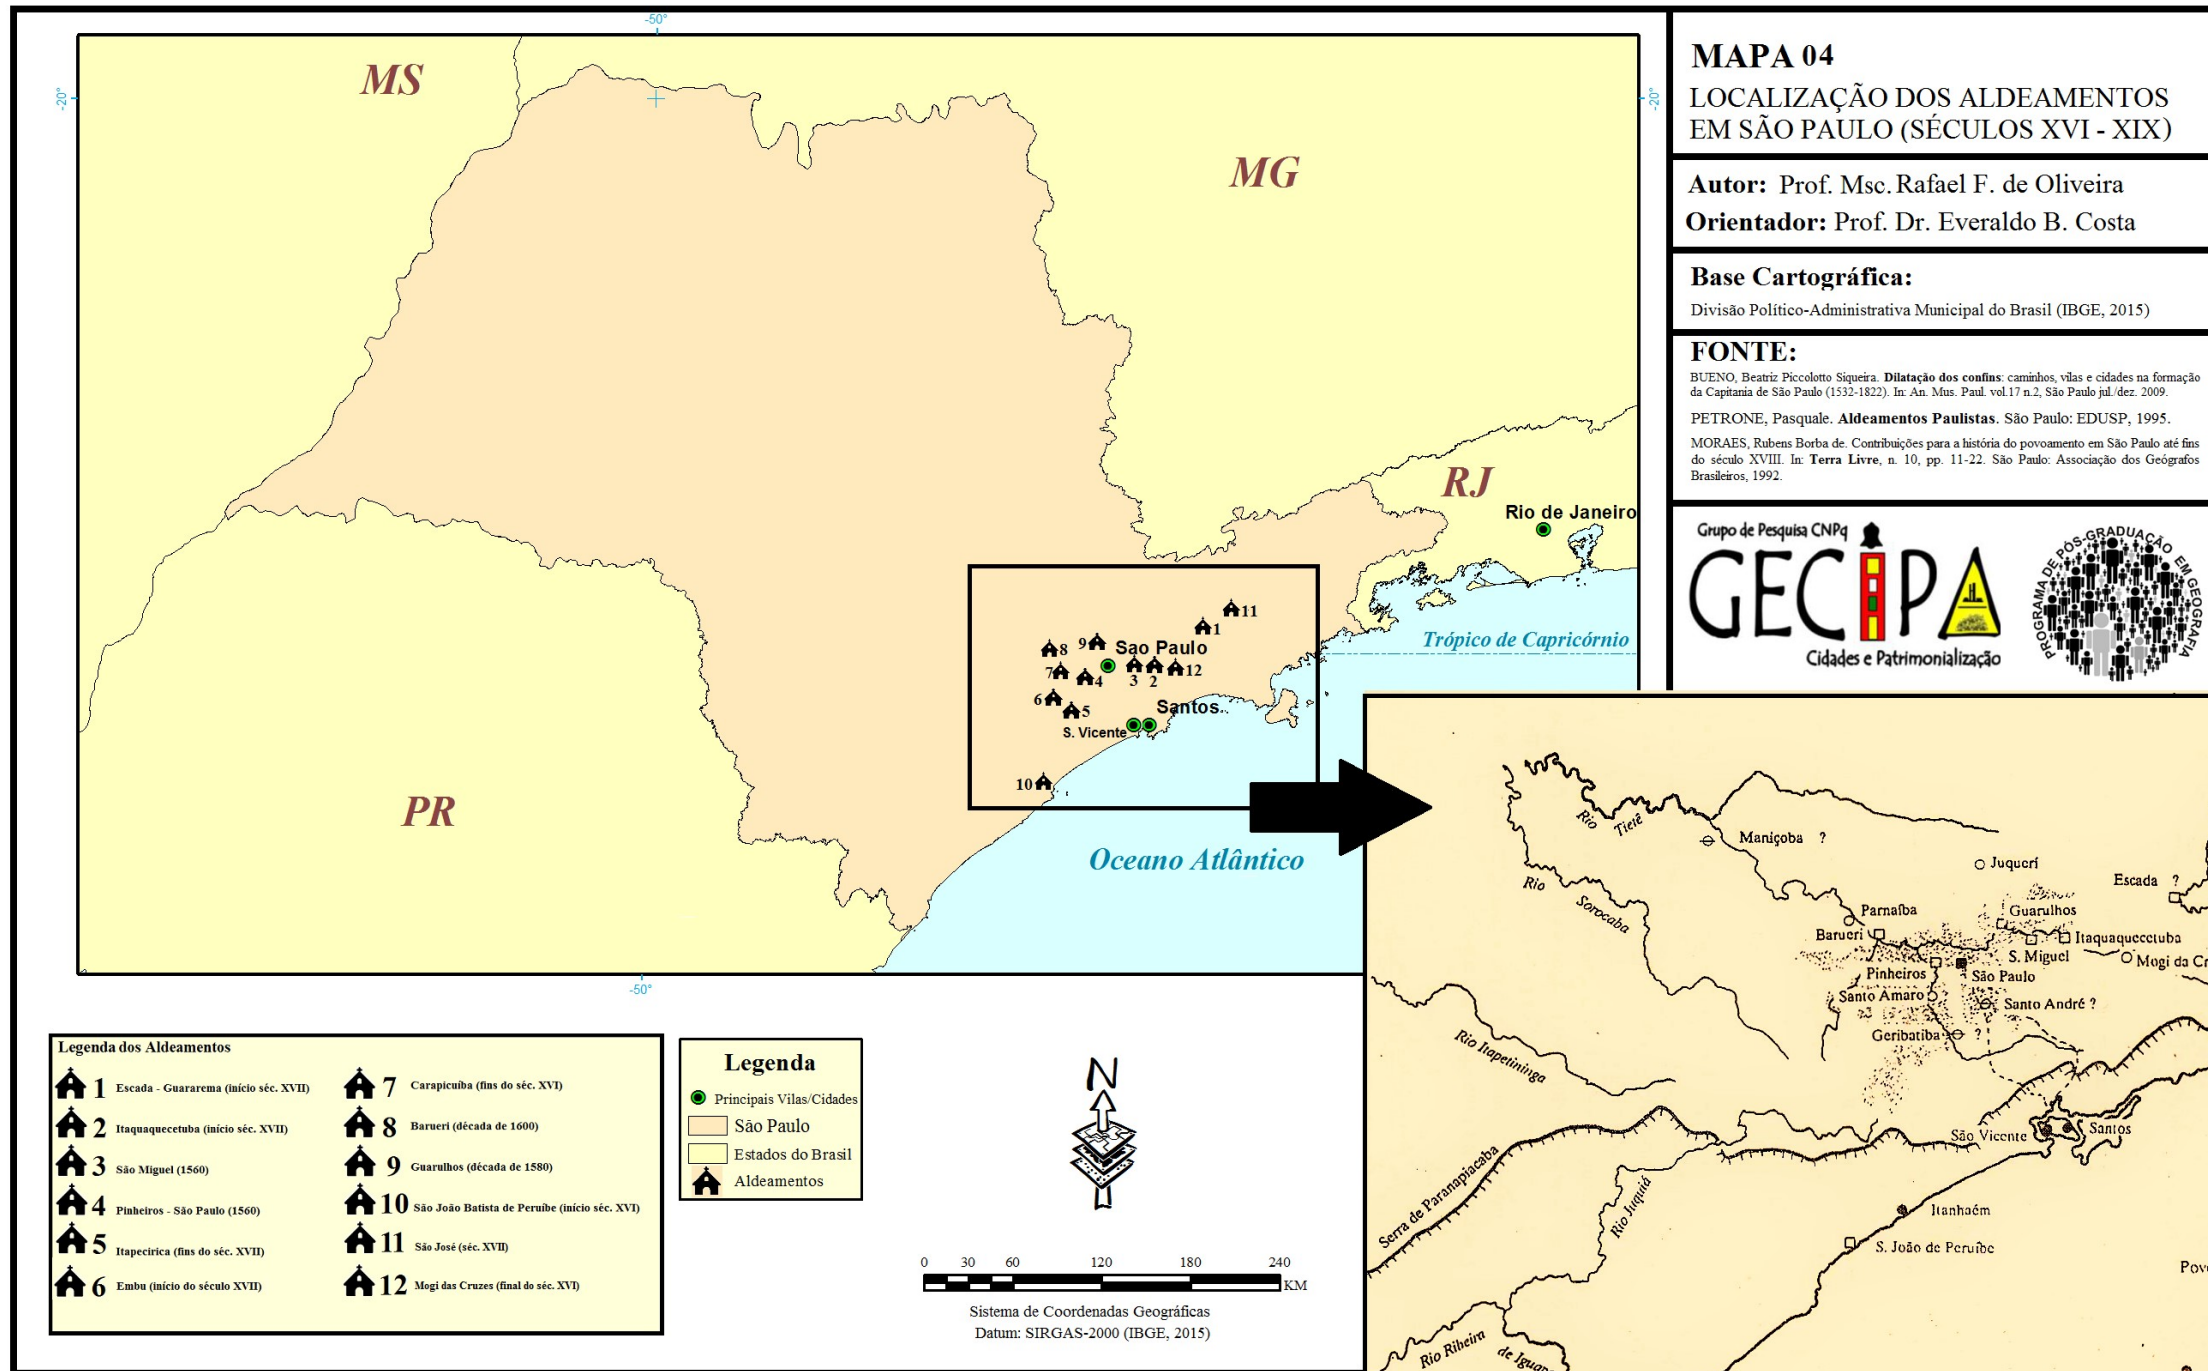 -50°
-20°
-20°
MS
MG
RJ
PR
Rio de Janeiro
Trópico de Capricórnio
11
1
9
8
Sao Paulo
7
4
3
2
12
6
5
Santos
S. Vicente
10
Oceano Atlântico
-50°
MAPA 04
LOCALIZAÇÃO DOS ALDEAMENTOS
EM SÃO PAULO (SÉCULOS XVI - XIX)
Autor: Prof. Msc. Rafael F. de Oliveira
Orientador: Prof. Dr. Everaldo B. Costa
Base Cartográfica:
Divisão Político-Administrativa Municipal do Brasil (IBGE, 2015)
FONTE:
BUENO, Beatriz Piccolotto Siqueira. Dilatação dos confins: caminhos, vilas e cidades na formação
da Capitania de São Paulo (1532-1822). In: An. Mus. Paul. vol.17 n.2, São Paulo jul./dez. 2009.
PETRONE, Pasquale. Aldeamentos Paulistas. São Paulo: EDUSP, 1995.
MORAES, Rubens Borba de. Contribuições para a história do povoamento em São Paulo até fins
do século XVIII. In: Terra Livre, n. 10, pp. 11-22. São Paulo: Associação dos Geógrafos
Brasileiros, 1992.
Grupo de Pesquisa CNPq
GECIPA
Cidades e Patrimonialização
PROGRAMA DE PÓS-GRADUAÇÃO EM GEOGRAFIA
Rio Tietê
Maniçoba ?
Juquerí
Escada ?
Rio Sorocaba
Parnaíba
Guarulhos
Barueri
Itaquaquecetuba
S. Miguel
Mogi da Cr
Pinheiros
São Paulo
Santo Amaro
Santo André ?
Geribatiba ?
Rio Itapetininga
São Vicente
Santos
Serra de Paranapiacaba
Rio Juquiá
Itanhaém
S. João de Peruíbe
Pov
Rio Ribeira
de Iguap
Legenda dos Aldeamentos
1 Escada - Guararema (início séc. XVII)
2 Itaquaquecetuba (início séc. XVII)
3 São Miguel (1560)
4 Pinheiros - São Paulo (1560)
5 Itapecirica (fins do séc. XVII)
6 Embu (início do século XVII)
7 Carapicuíba (fins do séc. XVI)
8 Barueri (década de 1600)
9 Guarulhos (década de 1580)
10 São João Batista de Peruíbe (início séc. XVI)
11 São José (séc. XVII)
12 Mogi das Cruzes (final do séc. XVI)
Legenda
Principais Vilas/Cidades
São Paulo
Estados do Brasil
Aldeamentos
N
0 30 60 120 180 240
KM
Sistema de Coordenadas Geográficas
Datum: SIRGAS-2000 (IBGE, 2015)